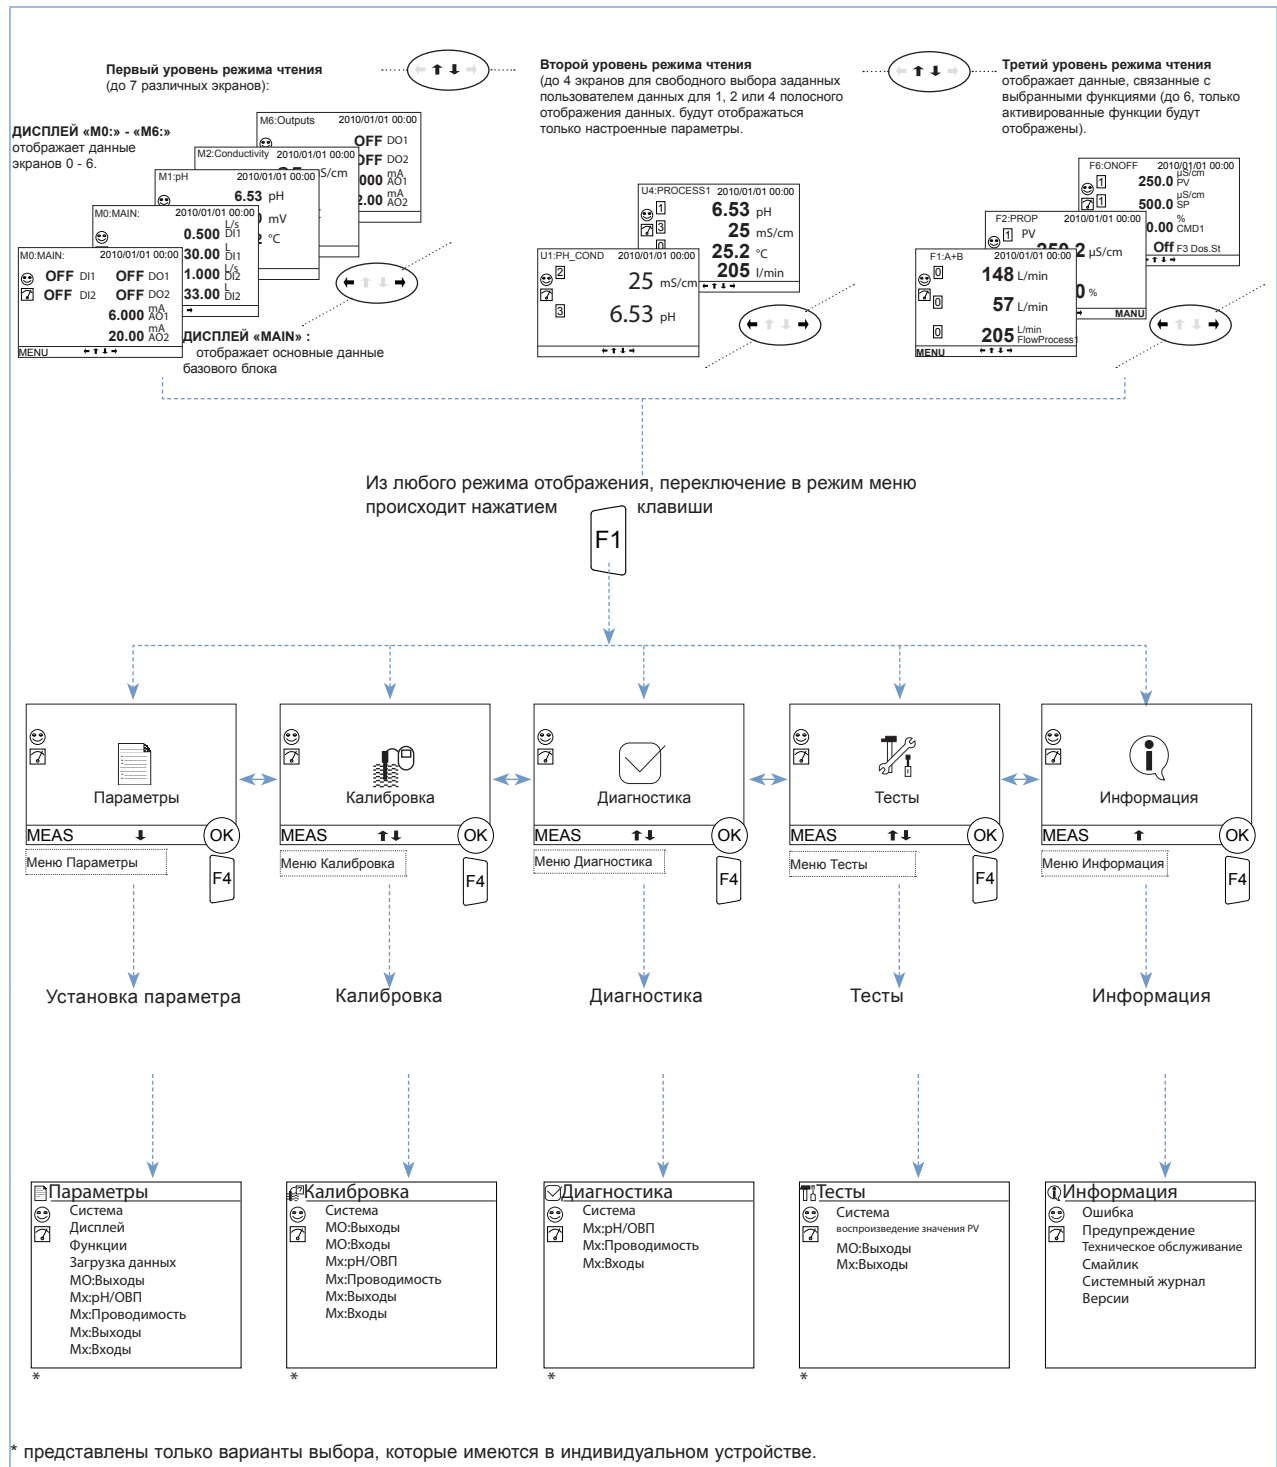 Первый уровень режима чтения
(до 7 различных экранов):
Второй уровень режима чтения
(до 4 экранов для свободного выбора заданных
пользователем данных для 1, 2 или 4 полосного
отображения данных. будут отображаться
только настроенные параметры.
Третий уровень режима чтения
отображает данные, связанные с
выбранными функциями (до 6, только
активированные функции будут
отображены).
ДИСПЛЕЙ «M0:» - «M6:»
отображает данные
экранов 0 - 6.
M6:Outputs 2010/01/01 00:00
OFF DO1
OFF DO2
000 mA AO1
2.00 mA AO2
M2:Conductivity 2010/01/01 00:00
mS/cm
M1:pH 2010/01/01 00:00
6.53 pH
mV
°C
M0:MAIN: 2010/01/01 00:00
0.500 L/s DI1
30.00 L DI1
1.000 L/s DI2
33.00 L DI2
M0:MAIN: 2010/01/01 00:00
OFF DI1 OFF DO1
OFF DI2 OFF DO2
6.000 mA AO1
20.00 mA AO2
MENU
ДИСПЛЕЙ «MAIN» :
отображает основные данные
базового блока
U4:PROCESS1 2010/01/01 00:00
1 6.53 pH
3 25 mS/cm
0 25.2 °C
205 l/min
U1:PH_COND 2010/01/01 00:00
2 25 mS/cm
3 6.53 pH
F6:ONOFF 2010/01/01 00:00
1 250.0 µS/cm PV
1 500.0 µS/cm SP
0.00 % CMD1
Off F3 Dos.St
F2:PROP 2010/01/01 00:00
1 PV
µS/cm
0 %
MANU
F1:A+B 2010/01/01 00:00
0 148 L/min
0 57 L/min
0 205 L/min FlowProcess1
MENU
Из любого режима отображения, переключение в режим меню
происходит нажатием F1 клавиши
Параметры
MEAS OK
Меню Параметры
F4
Калибровка
MEAS OK
Меню Калибровка
F4
Диагностика
MEAS OK
Меню Диагностика
F4
Тесты
MEAS OK
Меню Тесты
F4
Информация
MEAS OK
Меню Информация
F4
Установка параметра
Калибровка
Диагностика
Тесты
Информация
Параметры
Система
Дисплей
Функции
Загрузка данных
МО:Выходы
Мх:рН/ОВП
Мх:Проводимость
Мх:Выходы
Мх:Входы
*
Калибровка
Система
МО:Выходы
МО:Входы
Мх:рН/ОВП
Мх:Проводимость
Мх:Выходы
Мх:Входы
*
Диагностика
Система
Мх:рН/ОВП
Мх:Проводимость
Мх:Входы
*
Тесты
Система
воспроизведение значения PV
МО:Выходы
Мх:Выходы
*
Информация
Ошибка
Предупреждение
Техническое обслуживание
Смайлик
Системный журнал
Версии
* представлены только варианты выбора, которые имеются в индивидуальном устройстве.